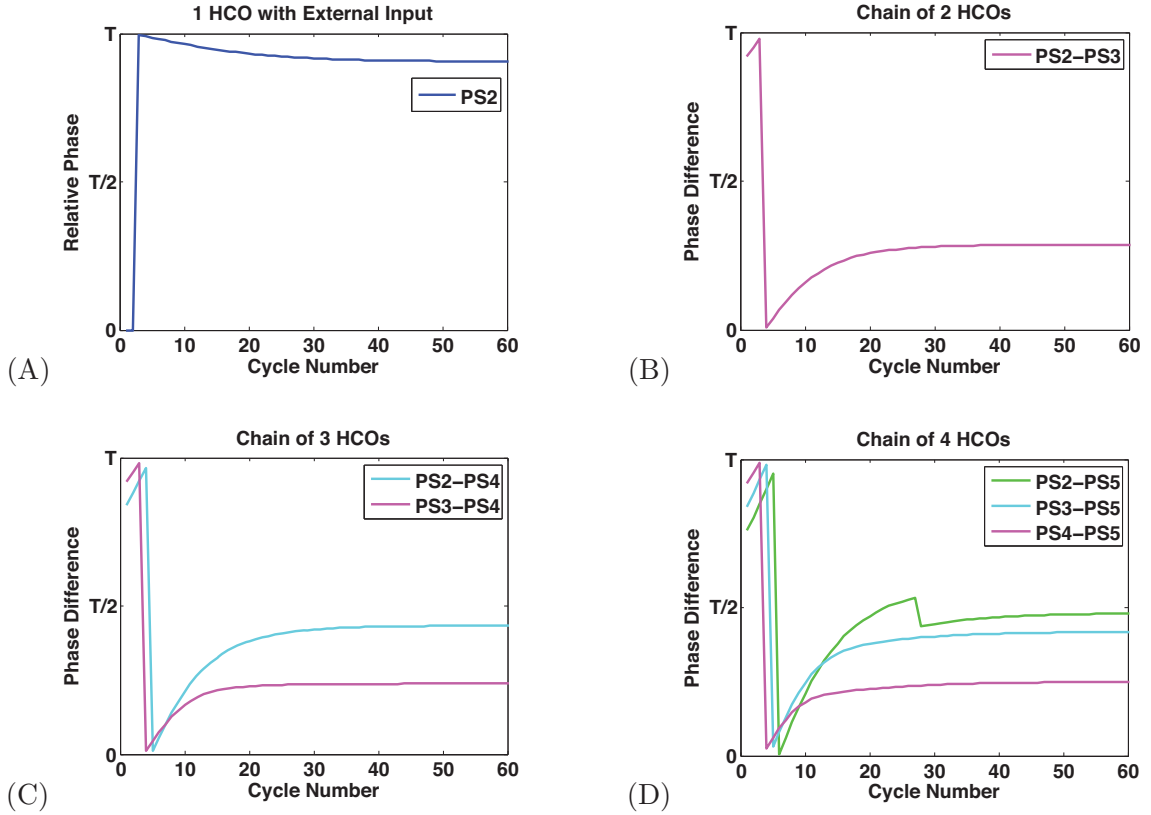 1 HCO with External Input
T
T/2
0
Relative Phase
PS2
0 10 20 30 40 50 60
Cycle Number
(A)
Chain of 2 HCOs
T
T/2
0
Phase Difference
PS2−PS3
0 10 20 30 40 50 60
Cycle Number
(B)
Chain of 3 HCOs
T
T/2
0
Phase Difference
PS2−PS4
PS3−PS4
0 10 20 30 40 50 60
Cycle Number
(C)
Chain of 4 HCOs
T
T/2
0
Phase Difference
PS2−PS5
PS3−PS5
PS4−PS5
0 10 20 30 40 50 60
Cycle Number
(D)